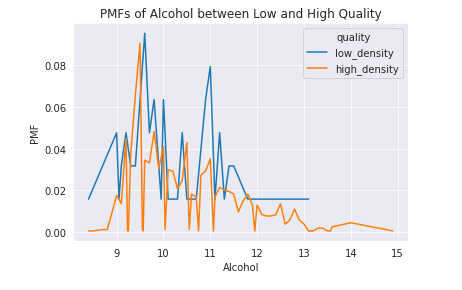 PMFs of Alcohol between Low and High Quality
quality
low_density
high_density
PMF
0.08
0.06
0.04
0.02
0.00
9 10 11 12 13 14 15
Alcohol